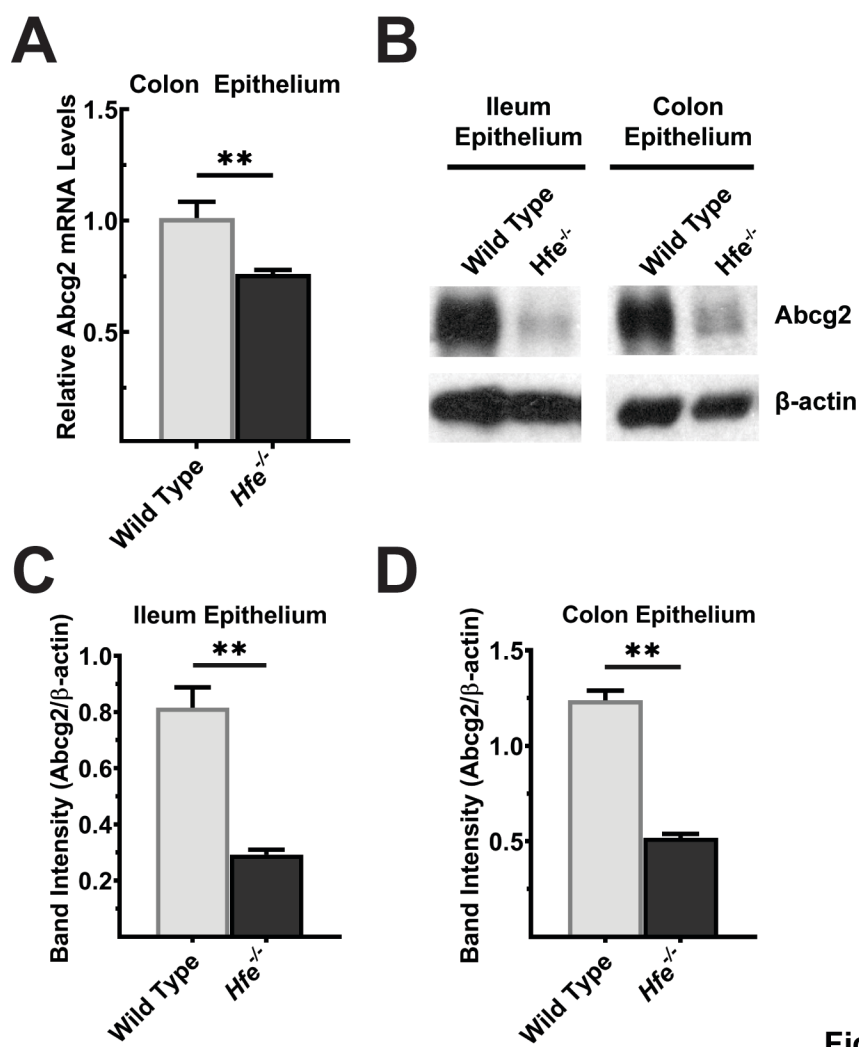 A
Colon Epithelium
Relative Abcg2 mRNA Levels
1.5
**
1.0
0.5
Wild Type
Hfe-/-
B
Ileum
Epithelium
Colon
Epithelium
Wild Type
Hfe-/-
Wild Type
Hfe-/-
Abcg2
β-actin
C
Ileum Epithelium
Band Intensity (Abcg2/β-actin)
1.0
**
0.8
0.6
0.4
0.2
Wild Type
Hfe-/-
D
Colon Epithelium
Band Intensity (Abcg2/β-actin)
1.5
**
1.0
0.5
Wild Type
Hfe-/-